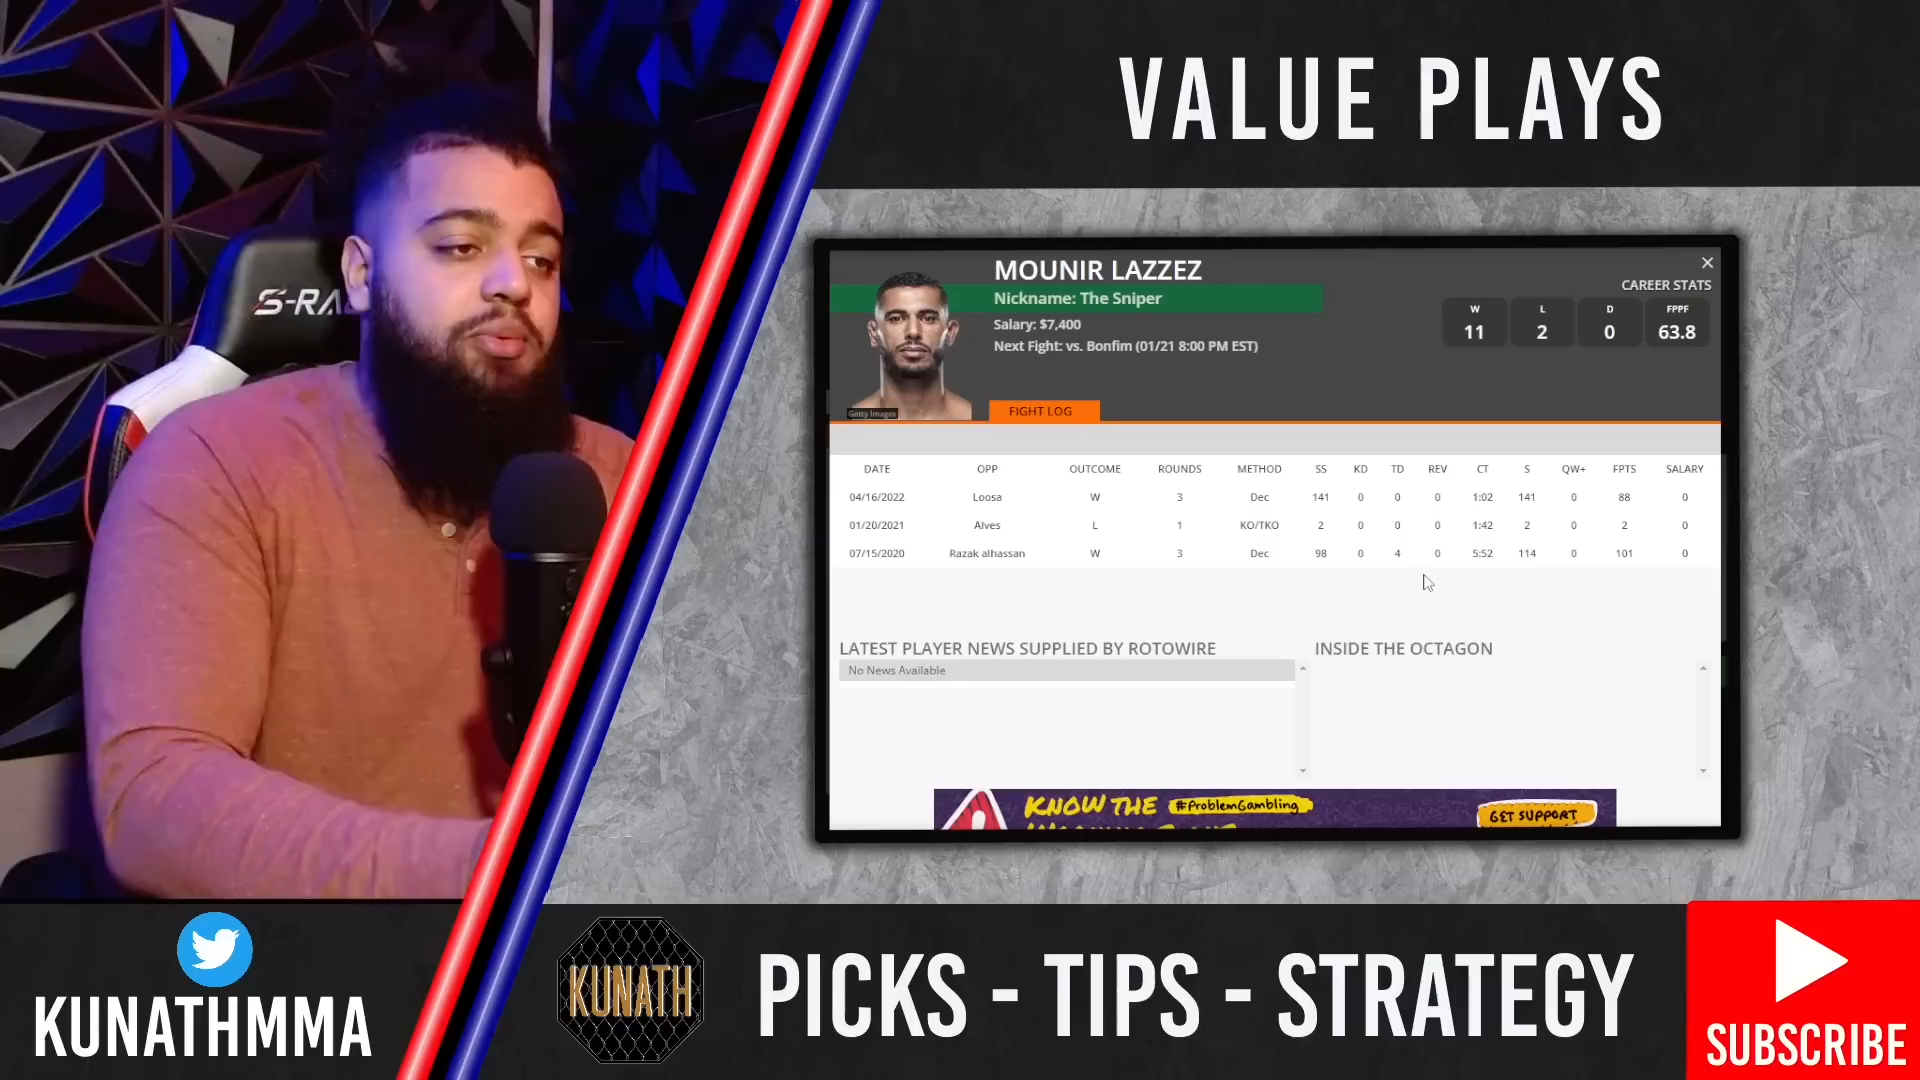 VALUE PLAYS
S-RA
MOUNIR LAZZEZ
Nickname: The Sniper
Salary: $7,400
Next Fight: vs. Bonfim (01/21 8:00 PM EST)
CAREER STATS
W L D FPPF
11 2 0 63.8
Getty Images
FIGHT LOG
DATE OPP OUTCOME ROUNDS METHOD SS KD TD REV CT S QW+ FPTS SALARY
04/16/2022 Loosa W 3 Dec 141 0 0 0 1:02 141 0 88 0
01/20/2021 Alves L 1 KO/TKO 2 0 0 0 1:42 2 0 2 0
07/15/2020 Razak alhassan W 3 Dec 98 0 4 0 5:52 114 0 101 0
LATEST PLAYER NEWS SUPPLIED BY ROTOWIRE
No News Available
INSIDE THE OCTAGON
KNOW THE #ProblemGambling
GET SUPPORT
KUNATHMMA
KUNATH
PICKS - TIPS - STRATEGY
SUBSCRIBE